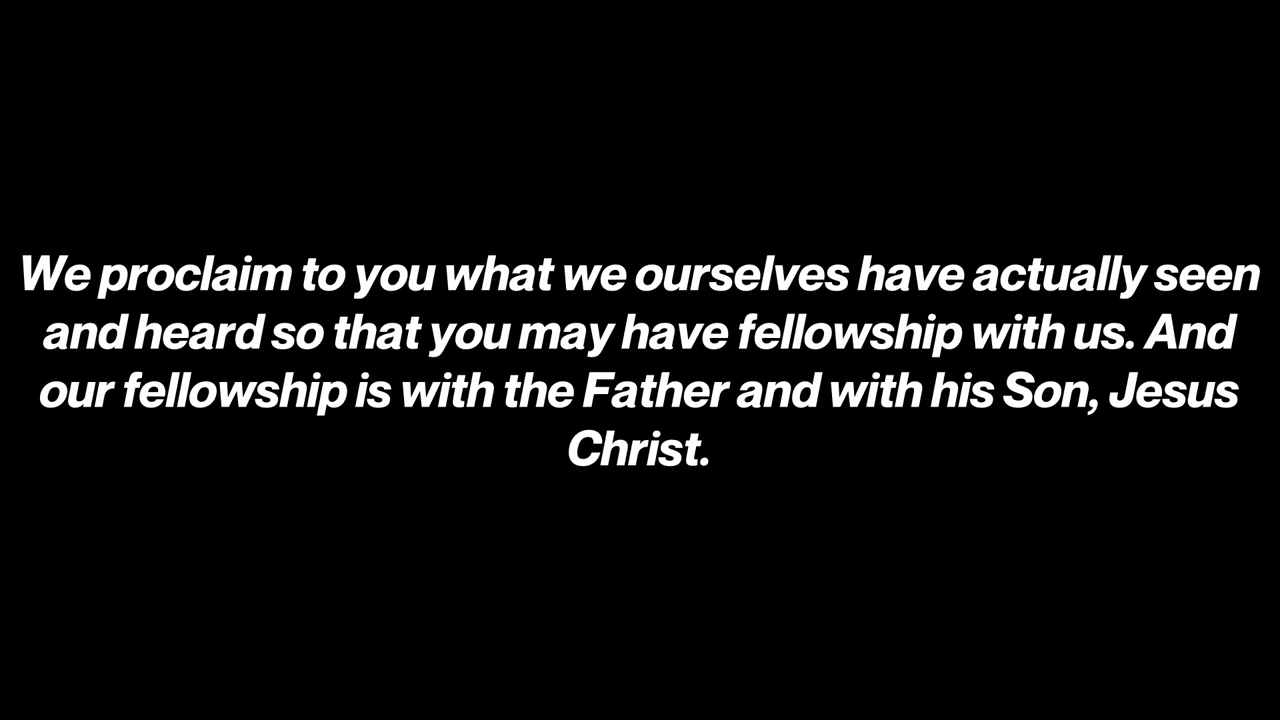 We proclaim to you what we ourselves have actually seen
and heard so that you may have fellowship with us. And
our fellowship is with the Father and with his Son, Jesus
Christ.